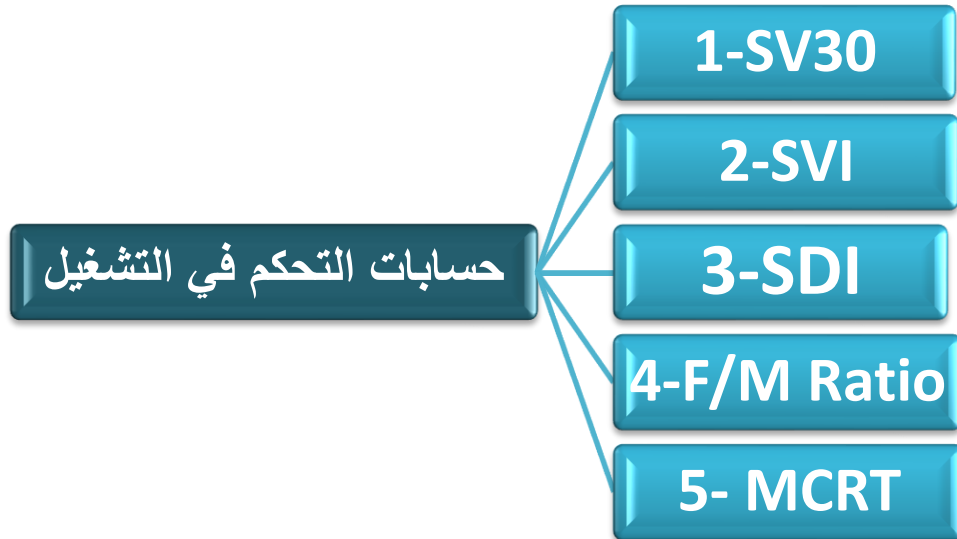 حسابات التحكم في التشغيل
1-SV30
2-SVI
3-SDI
4-F/M Ratio
5- MCRT